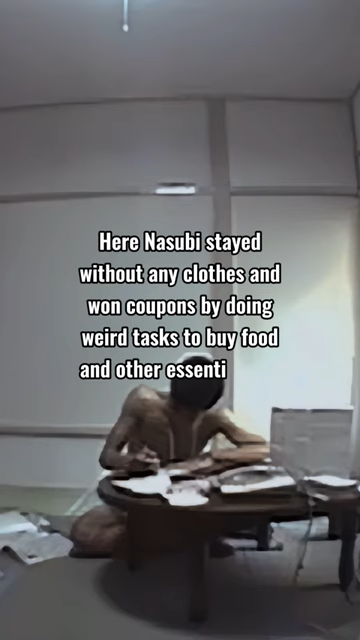 Here Nasubi stayed
without any clothes and
won coupons by doing
weird tasks to buy food
and other essenti